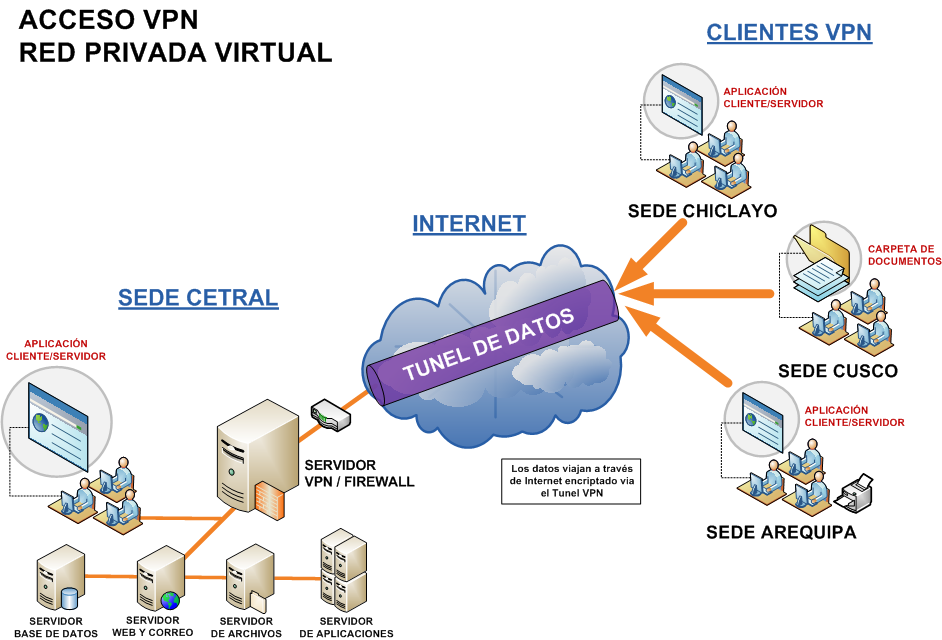 ACCESO VPN
RED PRIVADA VIRTUAL
CLIENTES VPN
APLICACIÓN
CLIENTE/SERVIDOR
SEDE CHICLAYO
INTERNET
CARPETA DE
DOCUMENTOS
SEDE CETRAL
TUNEL DE DATOS
APLICACIÓN
CLIENTE/SERVIDOR
SEDE CUSCO
APLICACIÓN
CLIENTE/SERVIDOR
SERVIDOR
VPN / FIREWALL
Los datos viajan a través
de Internet encriptado via
el Tunel VPN
SEDE AREQUIPA
SERVIDOR
BASE DE DATOS
SERVIDOR
WEB Y CORREO
SERVIDOR
DE ARCHIVOS
SERVIDOR
DE APLICACIONES